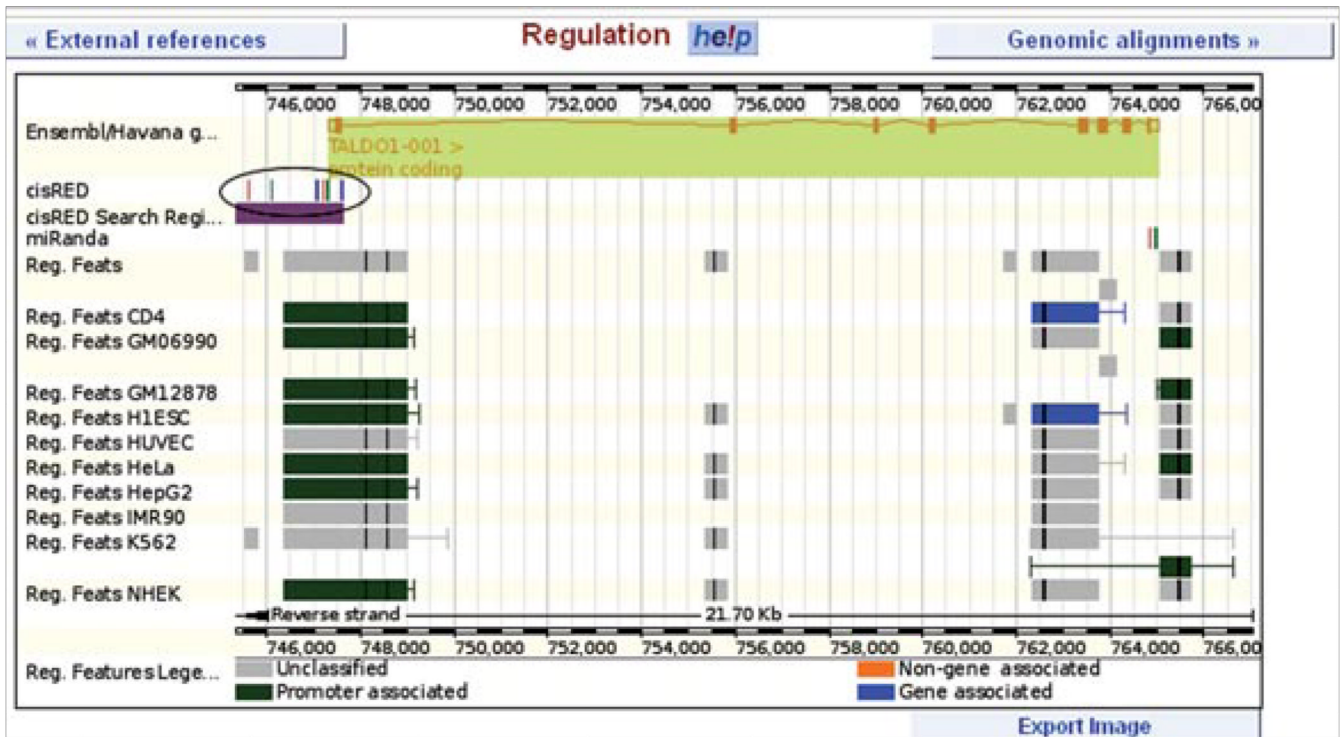 « External references
Regulation he!p
Genomic alignments »
746,000 748,000 750,000 752,000 754,000 756,000 758,000 760,000 762,000 764,000 766,00
Ensembl/Havana g...
TALDO1-001 >
protein coding
cisRED
cisRED Search Regi...
miRanda
Reg. Feats
Reg. Feats CD4
Reg. Feats GM06990
Reg. Feats GM12878
Reg. Feats H1ESC
Reg. Feats HUVEC
Reg. Feats HeLa
Reg. Feats HepG2
Reg. Feats IMR90
Reg. Feats K562
Reg. Feats NHEK
Reverse strand 21.70 Kb
746,000 748,000 750,000 752,000 754,000 756,000 758,000 760,000 762,000 764,000 766,00
Reg. Features Lege...
Unclassified
Non-gene associated
Promoter associated
Gene associated
Export Image